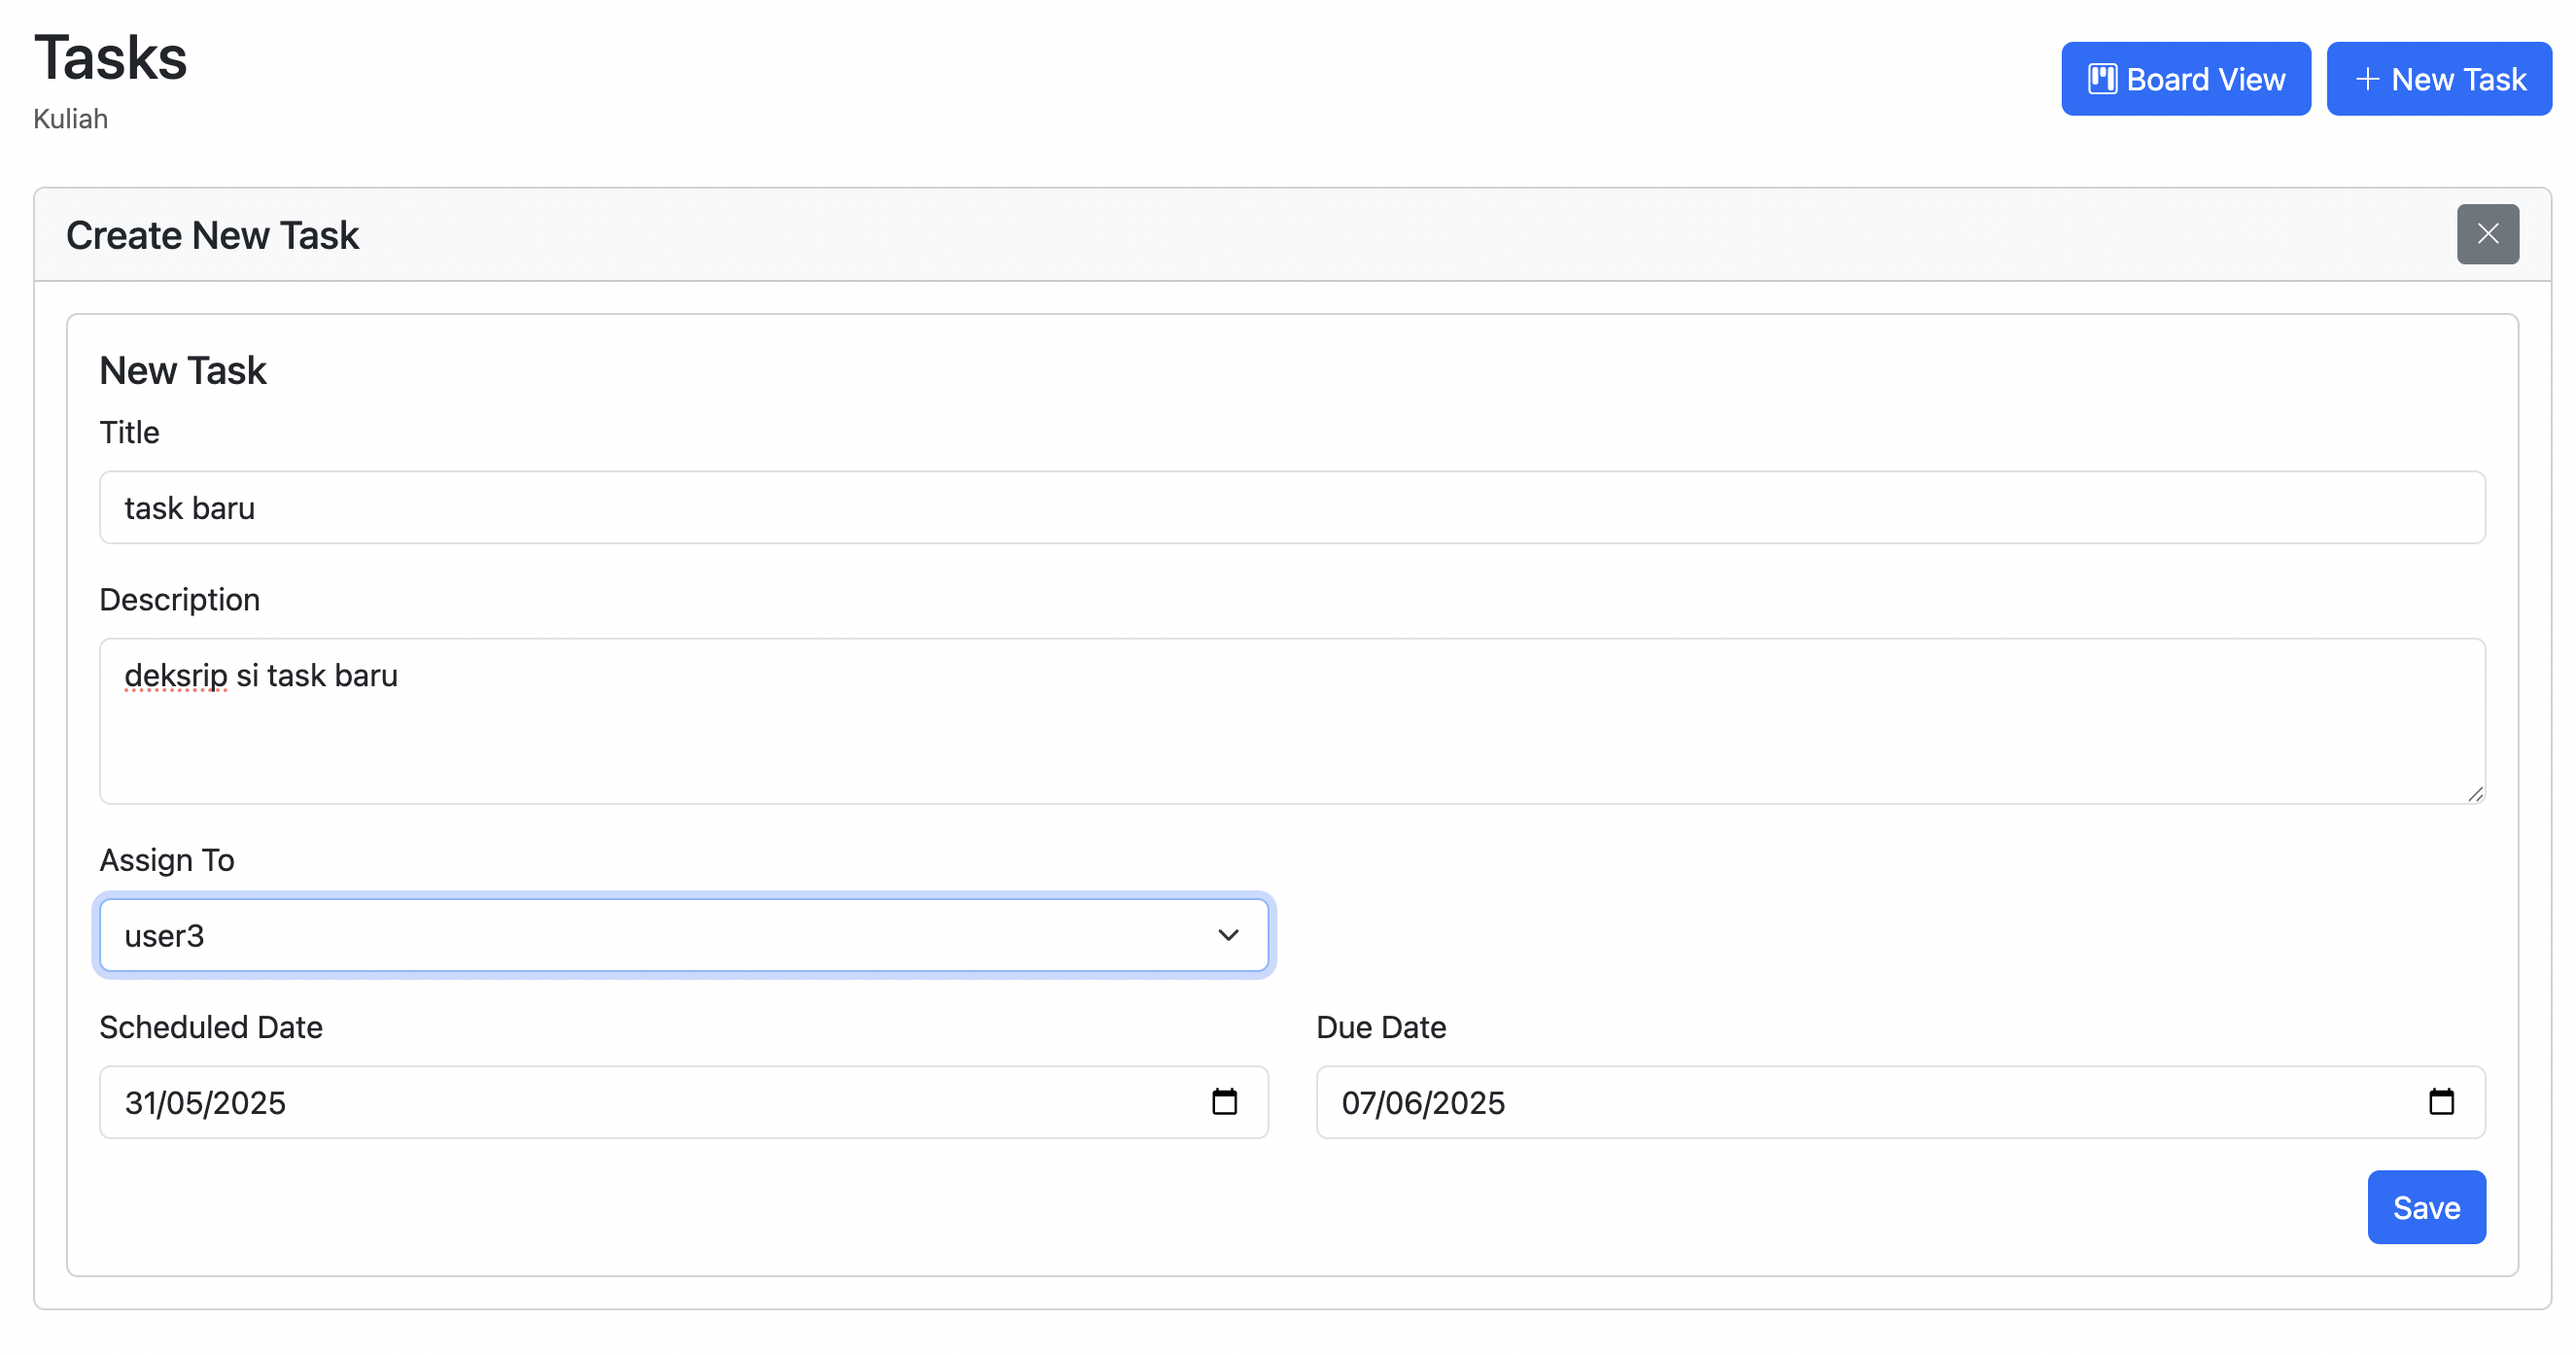 Tasks
Kuliah
Board View
New Task
Create New Task
New Task
Title
task baru
Description
deksrip si task baru
Assign To
user3
Scheduled Date
Due Date
31/05/2025
07/06/2025
Save